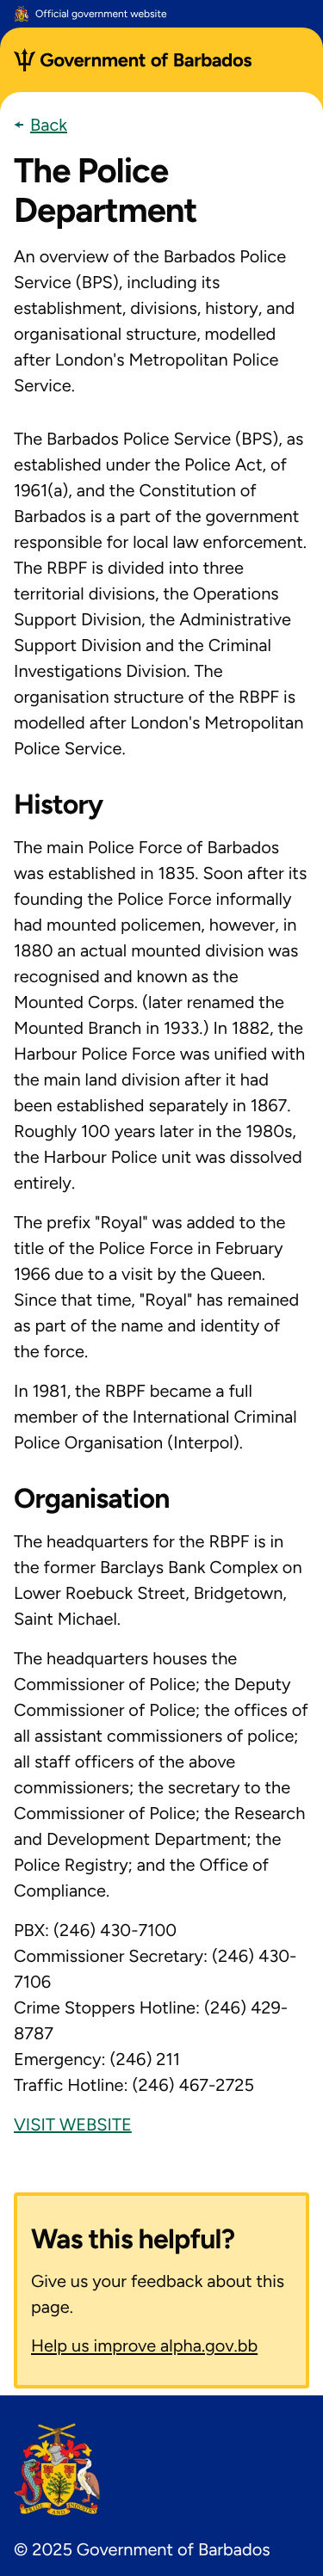 Official government website
Government of Barbados
Back
The Police
Department
An overview of the Barbados Police
Service (BPS), including its
establishment, divisions, history, and
organisational structure, modelled
after London's Metropolitan Police
Service.
The Barbados Police Service (BPS), as
established under the Police Act, of
1961(a), and the Constitution of
Barbados is a part of the government
responsible for local law enforcement.
The RBPF is divided into three
territorial divisions, the Operations
Support Division, the Administrative
Support Division and the Criminal
Investigations Division. The
organisation structure of the RBPF is
modelled after London's Metropolitan
Police Service.
History
The main Police Force of Barbados
was established in 1835. Soon after its
founding the Police Force informally
had mounted policemen, however, in
1880 an actual mounted division was
recognised and known as the
Mounted Corps. (later renamed the
Mounted Branch in 1933.) In 1882, the
Harbour Police Force was unified with
the main land division after it had
been established separately in 1867.
Roughly 100 years later in the 1980s,
the Harbour Police unit was dissolved
entirely.
The prefix "Royal" was added to the
title of the Police Force in February
1966 due to a visit by the Queen.
Since that time, "Royal" has remained
as part of the name and identity of
the force.
In 1981, the RBPF became a full
member of the International Criminal
Police Organisation (Interpol).
Organisation
The headquarters for the RBPF is in
the former Barclays Bank Complex on
Lower Roebuck Street, Bridgetown,
Saint Michael.
The headquarters houses the
Commissioner of Police; the Deputy
Commissioner of Police; the offices of
all assistant commissioners of police;
all staff officers of the above
commissioners; the secretary to the
Commissioner of Police; the Research
and Development Department; the
Police Registry; and the Office of
Compliance.
PBX: (246) 430-7100
Commissioner Secretary: (246) 430-
7106
Crime Stoppers Hotline: (246) 429-
8787
Emergency: (246) 211
Traffic Hotline: (246) 467-2725
VISIT WEBSITE
Was this helpful?
Give us your feedback about this
page.
Help us improve alpha.gov.bb
PRIDE AND INDUSTRY
© 2025 Government of Barbados